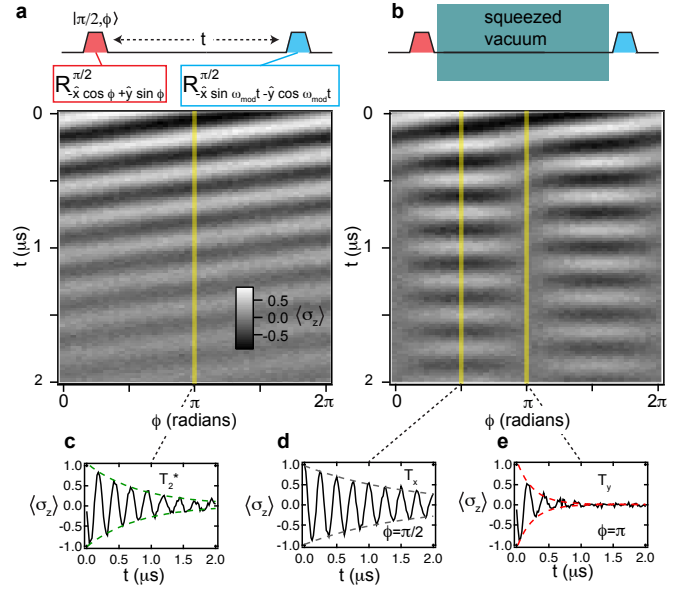 a
|π/2,ϕ⟩
t
R^π/2_-x̂ cos ϕ +ŷ sin ϕ
R^π/2_-x̂ sin ω_mod t -ŷ cos ω_mod t
b
squeezed
vacuum
0
1
2
t (μs)
0.5
0.0
-0.5
⟨σ_z⟩
0
π
2π
ϕ (radians)
0
1
2
t (μs)
0
π
2π
ϕ (radians)
c
1.0
0.5
0.0
-0.5
-1.0
⟨σ_z⟩
T_2^*
0.0 0.5 1.0 1.5 2.0
t (μs)
d
1.0
0.5
0.0
-0.5
-1.0
⟨σ_z⟩
T_x
ϕ=π/2
0.0 0.5 1.0 1.5 2.0
t (μs)
e
1.0
0.5
0.0
-0.5
-1.0
⟨σ_z⟩
T_y
ϕ=π
0.0 0.5 1.0 1.5 2.0
t (μs)